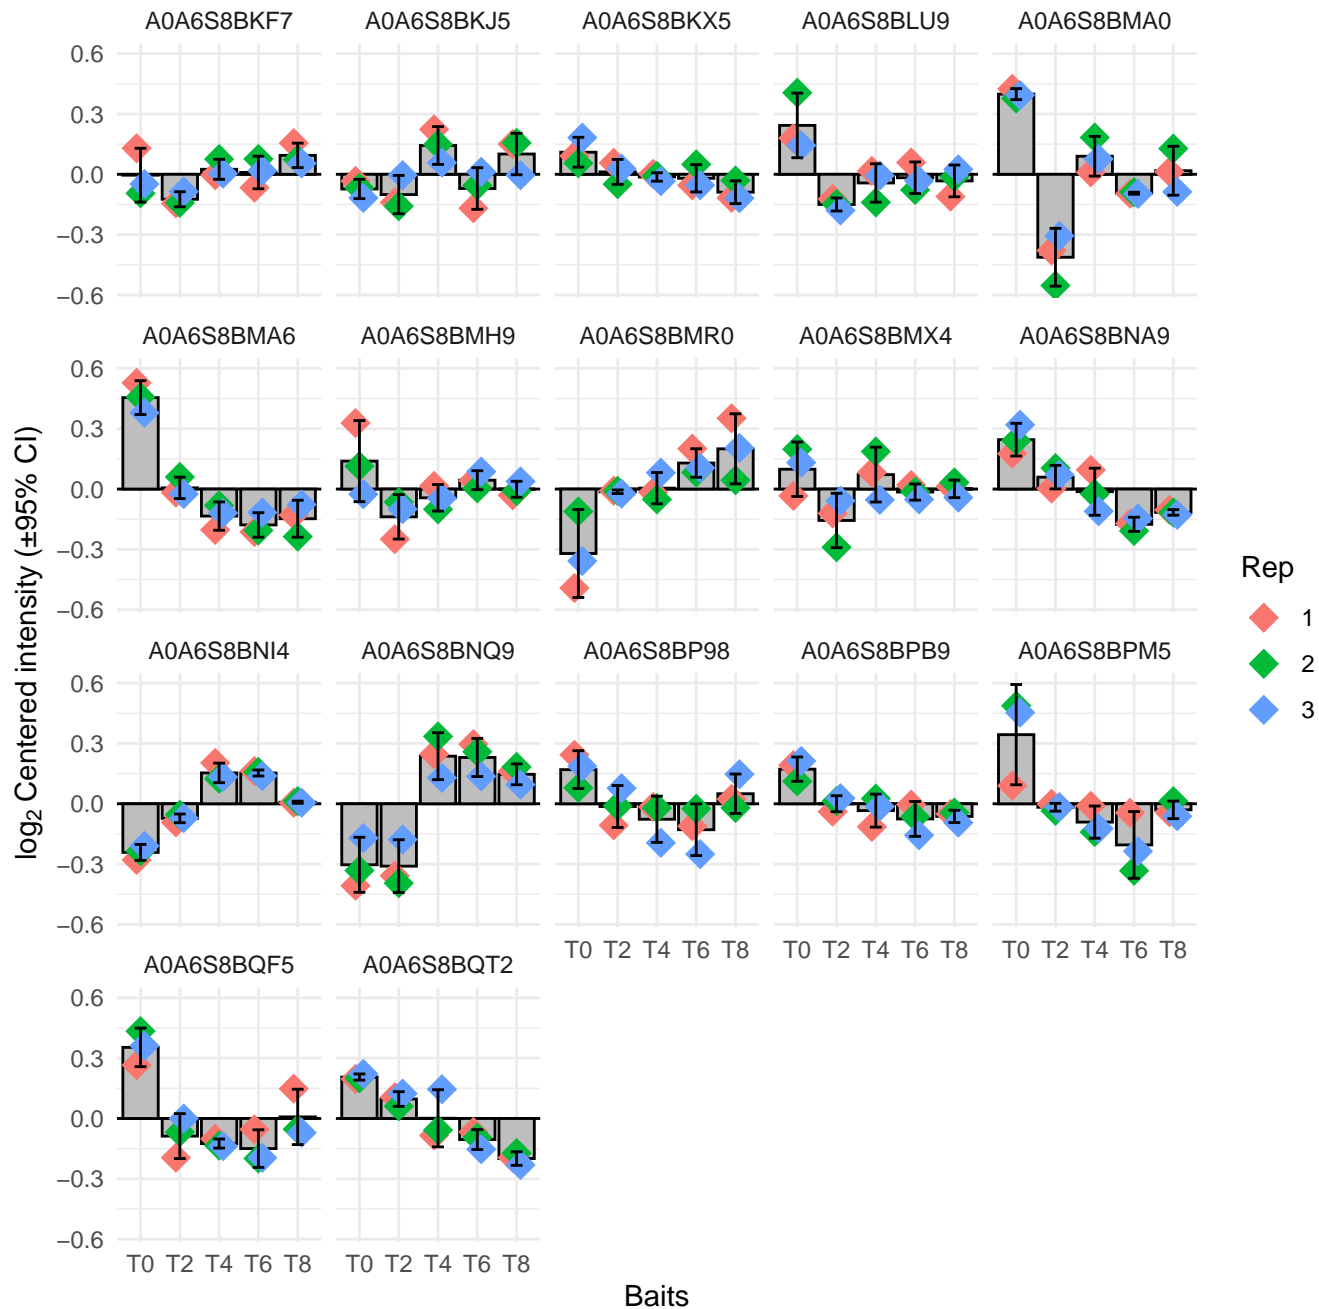 A0A6S8BKF7 A0A6S8BKJ5 A0A6S8BKX5 A0A6S8BLU9 A0A6S8BMA0
0.6
0.3
0.0
−0.3
−0.6
A0A6S8BMA6 A0A6S8BMH9 A0A6S8BMR0 A0A6S8BMX4 A0A6S8BNA9
0.6
0.3
0.0
−0.3
−0.6
A0A6S8BNI4 A0A6S8BNQ9 A0A6S8BP98 A0A6S8BPB9 A0A6S8BPM5
0.6
0.3
0.0
−0.3
−0.6
T0 T2 T4 T6 T8 T0 T2 T4 T6 T8 T0 T2 T4 T6 T8
A0A6S8BQF5 A0A6S8BQT2
0.6
0.3
0.0
−0.3
−0.6
T0 T2 T4 T6 T8 T0 T2 T4 T6 T8
Baits
log₂ Centered intensity (±95% CI)
Rep
1
2
3